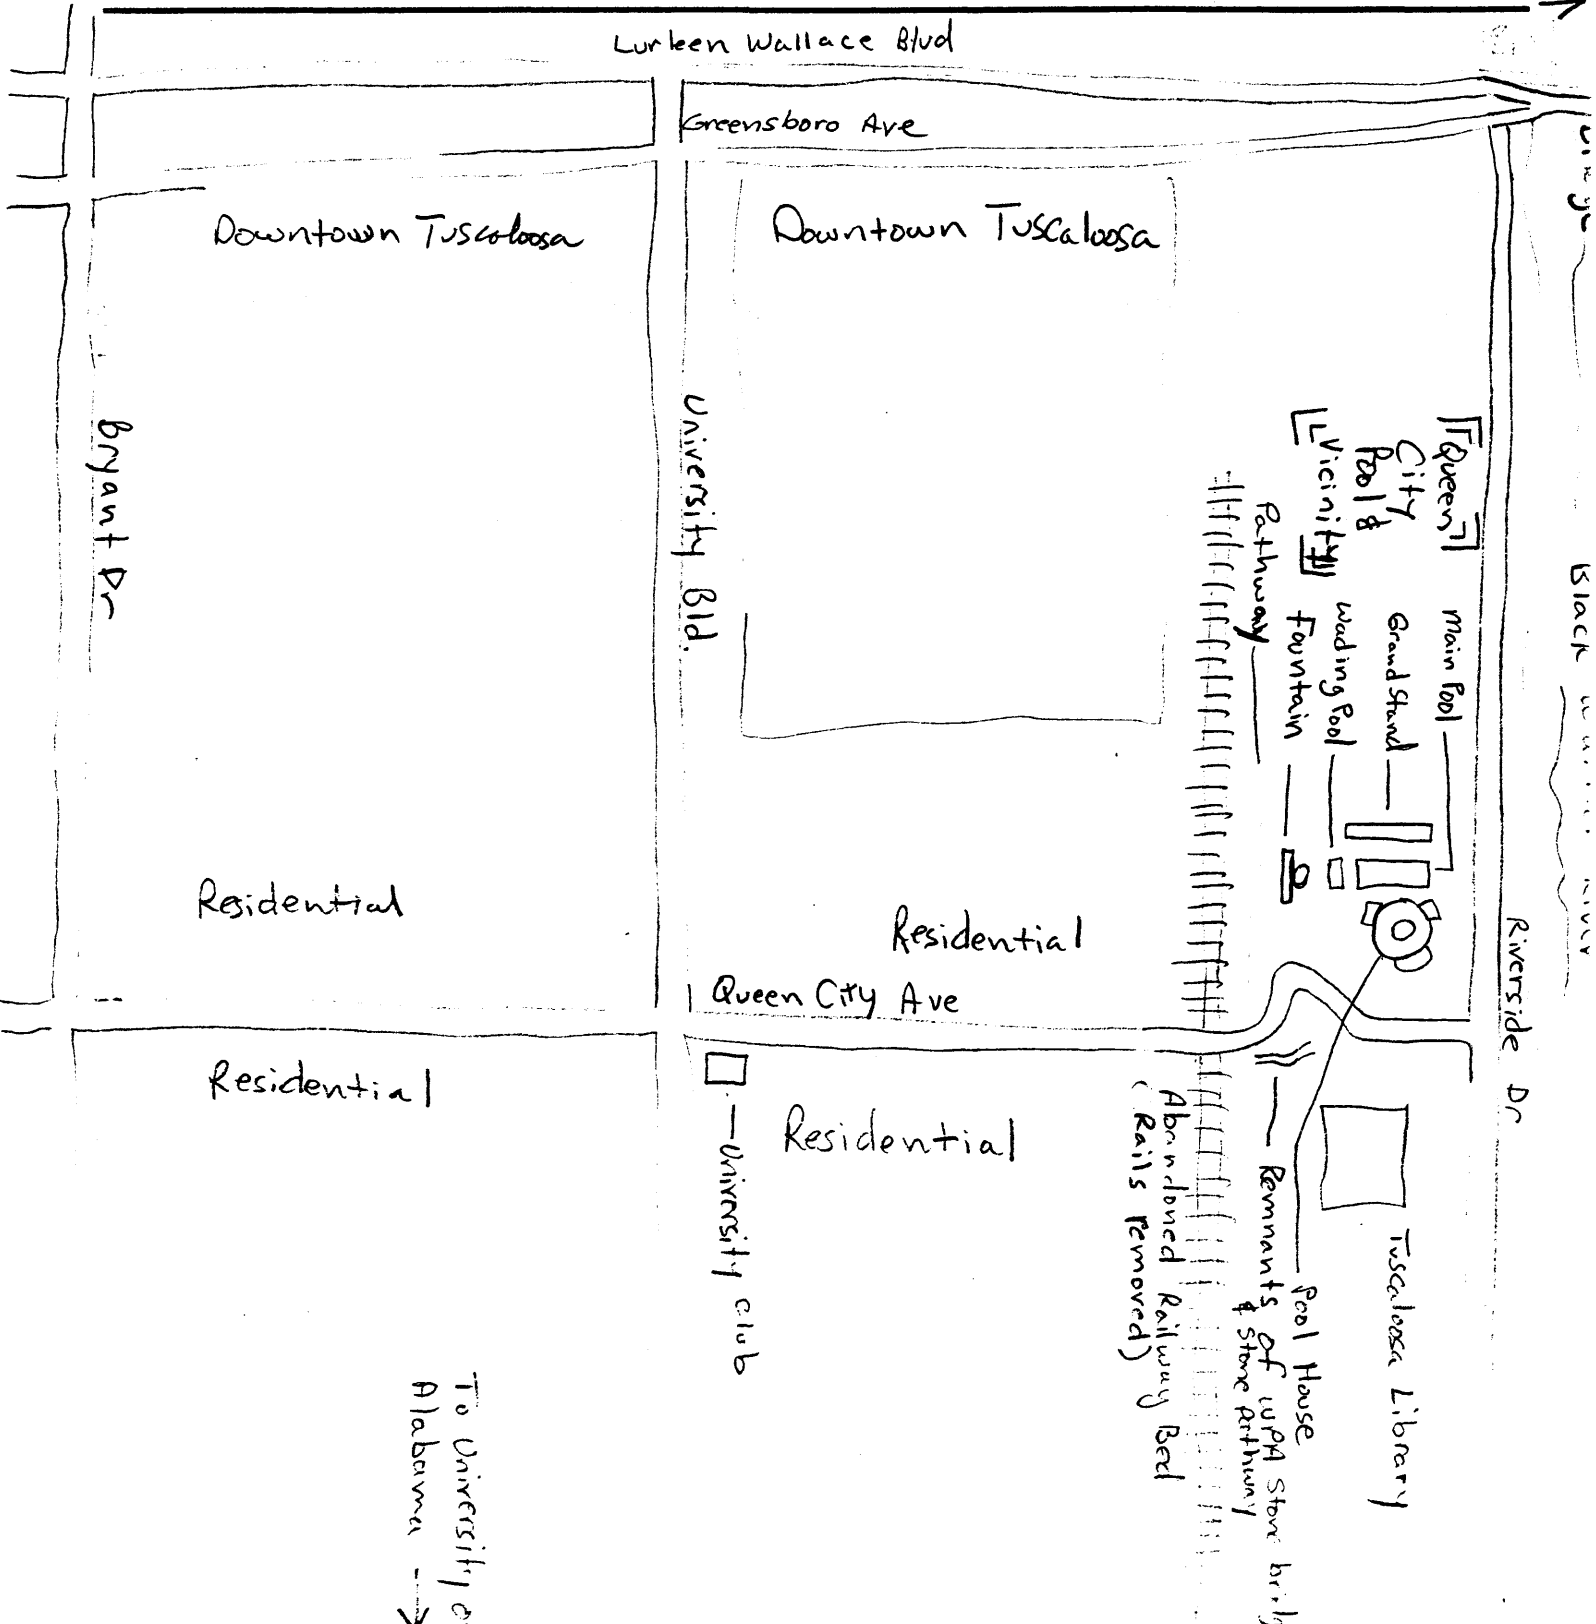 Lurleen Wallace Blvd
Greensboro Ave
Downtown Tuscaloosa
Downtown Tuscaloosa
Bryant Dr
University Bld.
Queen
City
Pool &
Vicinity
Main Pool
Grand Stand
Wading Pool
Fountain
Pathway
Black
River
Riverside Dr
Residential
Residential
Queen City Ave
Residential
Residential
University Club
Abandoned Railway Bed
(Rails removed)
Tuscaloosa Library
Pool House
Remnants of WPA Stone
& Stone Pathway
To University
Alabama